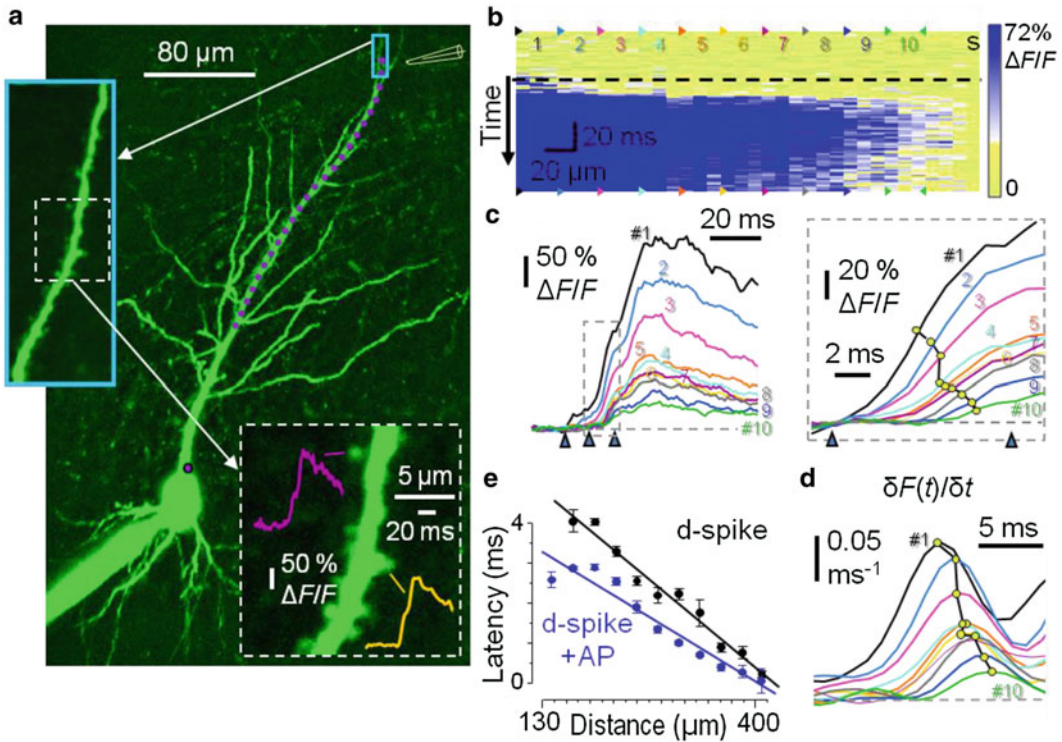 a
80 µm
5 µm
20 ms
50 %
ΔF/F
b
1 2 3 4 5 6 7 8 9 10 S
72%
ΔF/F
0
Time
20 ms
20 µm
c
50 %
ΔF/F
20 ms
#1
2
3
5
4
6
7
8
9
#10
20 %
ΔF/F
2 ms
#1
2
3
4
5
6
7
8
9
#10
d
δF(t)/δt
0.05
ms⁻¹
#1
5 ms
#10
e
Latency (ms)
4
0
d-spike
d-spike
+AP
130 Distance (µm) 400